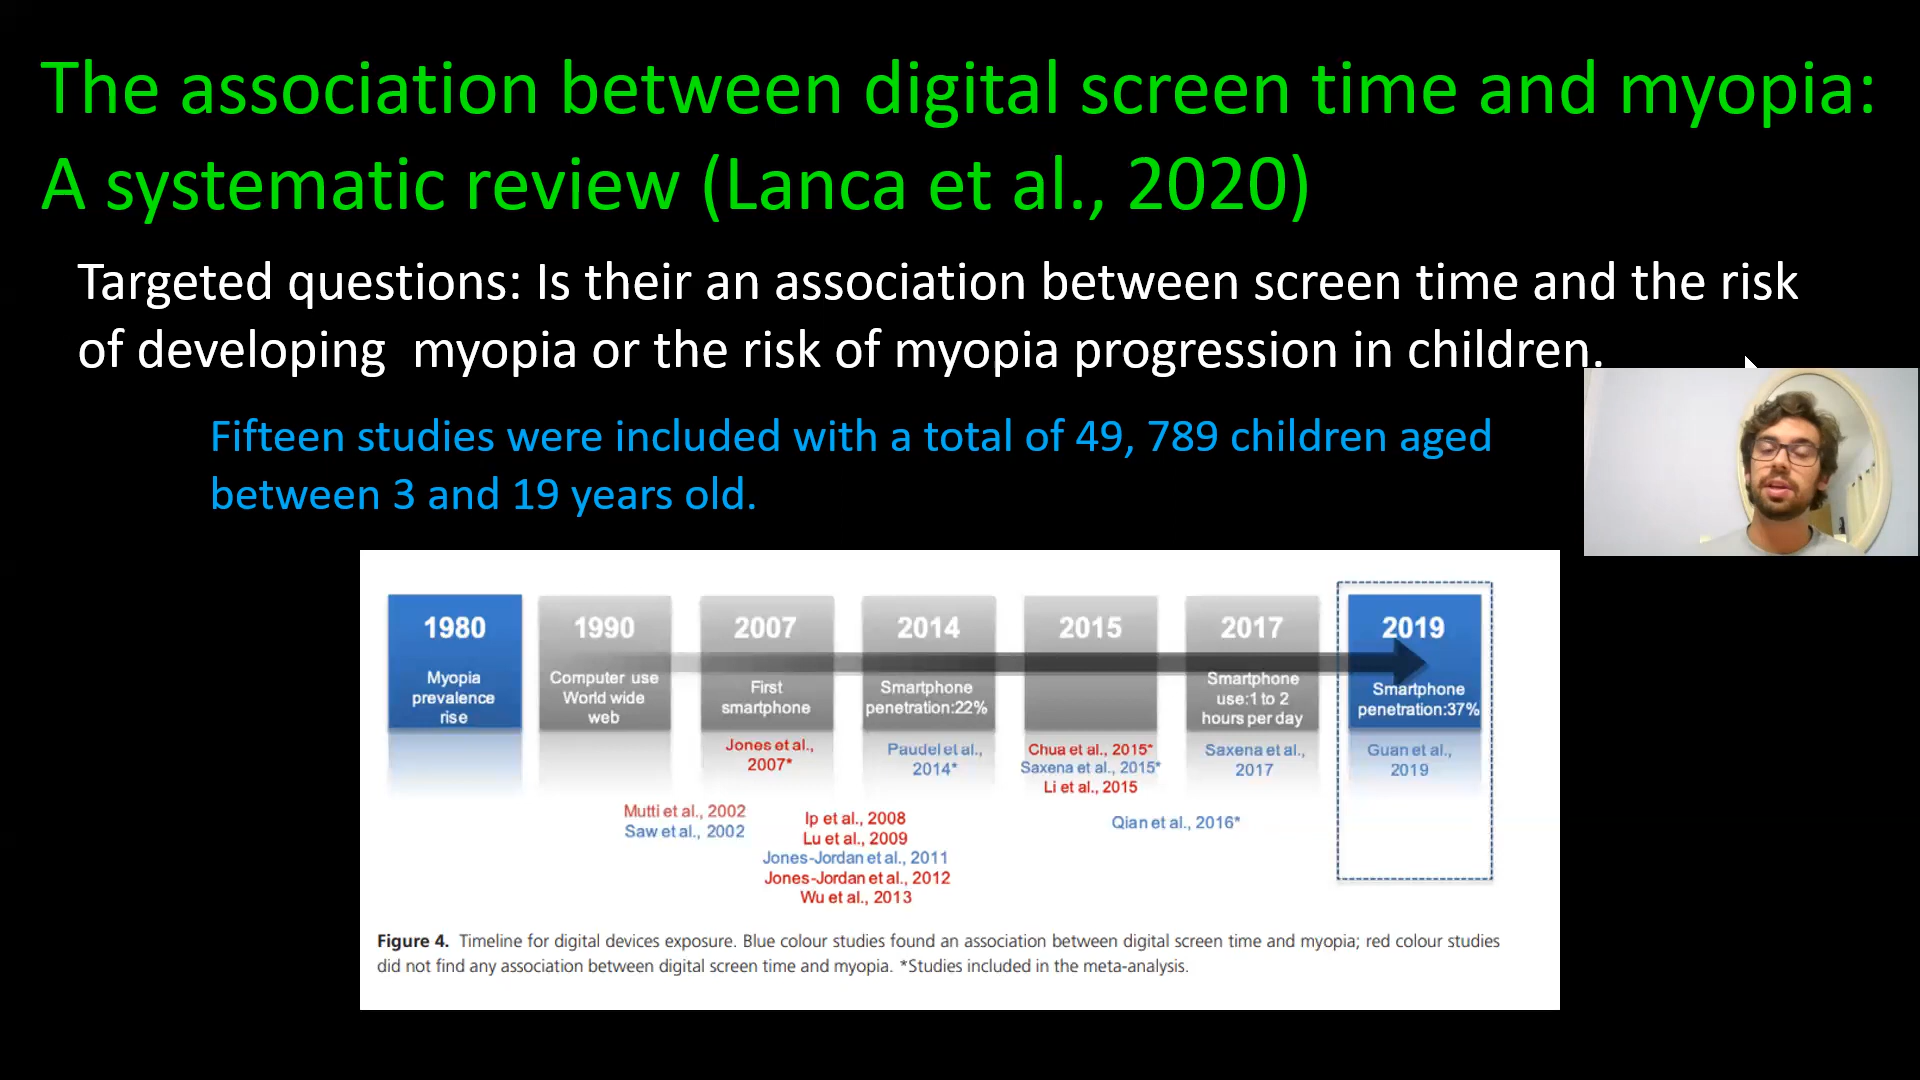 The association between digital screen time and myopia:
A systematic review (Lanca et al., 2020)
Targeted questions: Is their an association between screen time and the risk
of developing  myopia or the risk of myopia progression in children.
Fifteen studies were included with a total of 49, 789 children aged
between 3 and 19 years old.
1980
Myopia
prevalence
rise
1990
Computer use
World wide
web
2007
First
smartphone
Jones et al.,
2007*
2014
Smartphone
penetration:22%
Paudel et al.,
2014*
2015
Chua et al., 2015*
Saxena et al., 2015*
Li et al., 2015
2017
Smartphone
use:1 to 2
hours per day
Saxena et al.,
2017
2019
Smartphone
penetration:37%
Guan et al.,
2019
Mutti et al., 2002
Saw et al., 2002
Ip et al., 2008
Lu et al., 2009
Jones-Jordan et al., 2011
Jones-Jordan et al., 2012
Wu et al., 2013
Qian et al., 2016*
Figure 4. Timeline for digital devices exposure. Blue colour studies found an association between digital screen time and myopia; red colour studies
did not find any association between digital screen time and myopia. *Studies included in the meta-analysis.